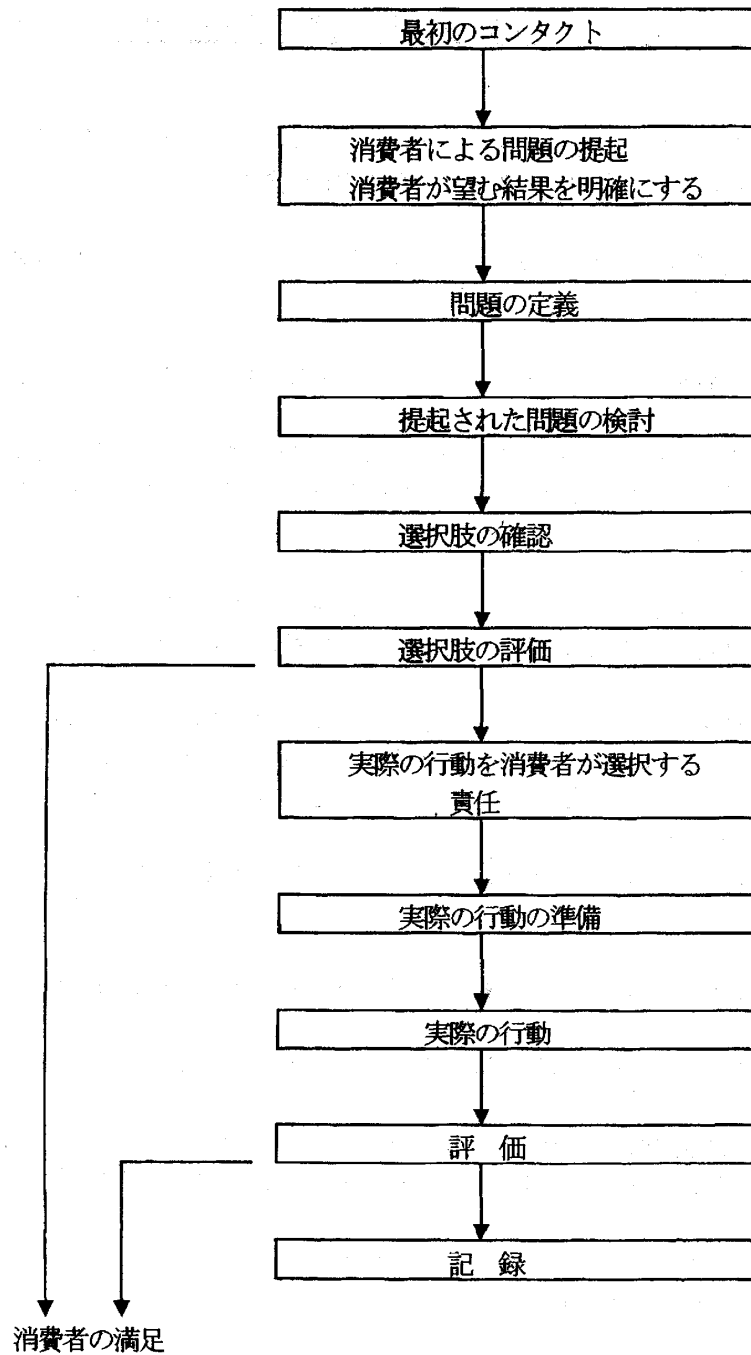 最初のコンタクト
消費者による問題の提起
消費者が望む結果を明確にする
問題の定義
提起された問題の検討
選択肢の確認
選択肢の評価
実際の行動を消費者が選択する
責任
実際の行動の準備
実際の行動
評　価
記　録
消費者の満足